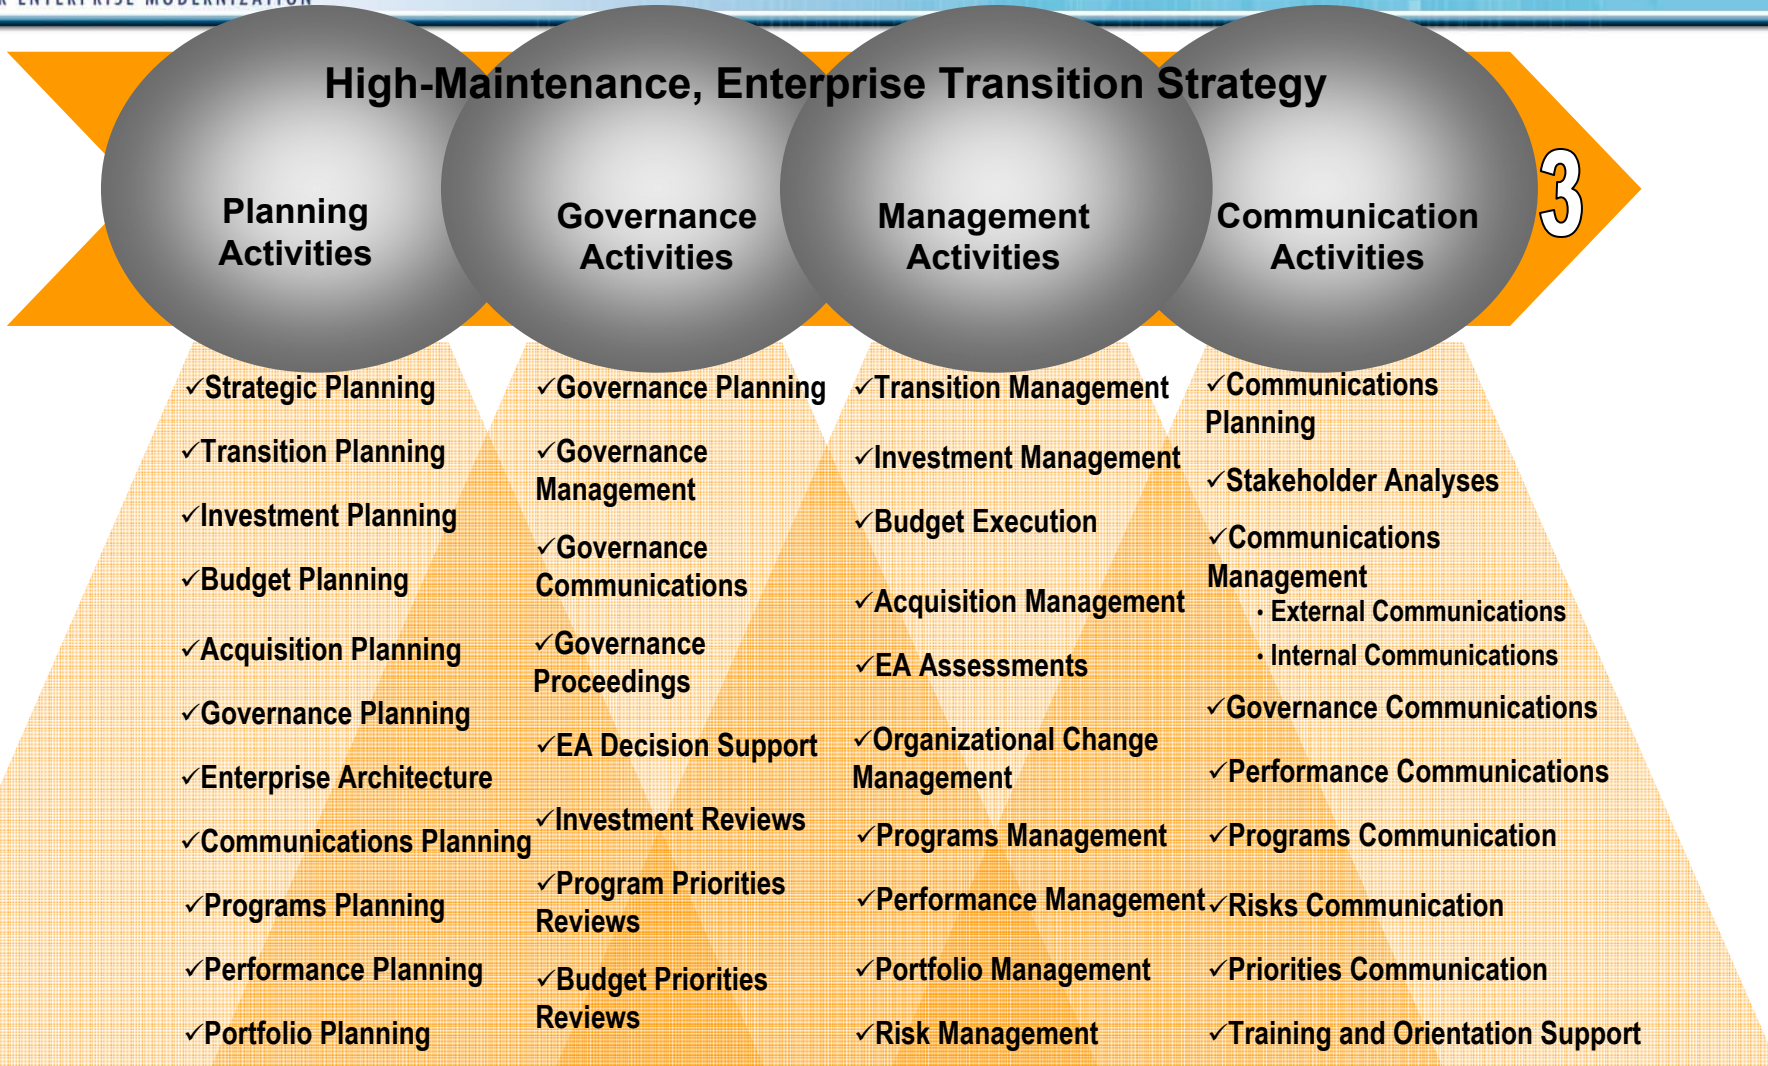 ENTERPRISE MODERNIZATION
High-Maintenance, Enterprise Transition Strategy
3
Planning
Activities
Governance
Activities
Management
Activities
Communication
Activities
✓Strategic Planning
✓Transition Planning
✓Investment Planning
✓Budget Planning
✓Acquisition Planning
✓Governance Planning
✓Enterprise Architecture
✓Communications Planning
✓Programs Planning
✓Performance Planning
✓Portfolio Planning
✓Governance Planning
✓Governance
Management
✓Governance
Communications
✓Governance
Proceedings
✓EA Decision Support
✓Investment Reviews
✓Program Priorities
Reviews
✓Budget Priorities
Reviews
✓Transition Management
✓Investment Management
✓Budget Execution
✓Acquisition Management
✓EA Assessments
✓Organizational Change
Management
✓Programs Management
✓Performance Management
✓Portfolio Management
✓Risk Management
✓Communications
Planning
✓Stakeholder Analyses
✓Communications
Management
• External Communications
• Internal Communications
✓Governance Communications
✓Performance Communications
✓Programs Communication
✓Risks Communication
✓Priorities Communication
✓Training and Orientation Support